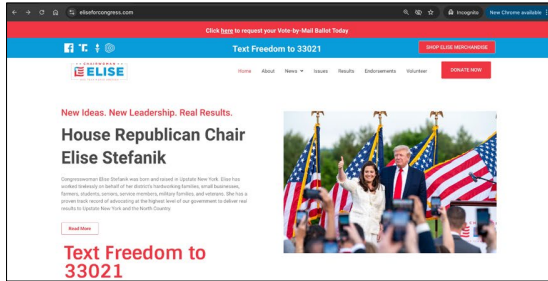 elisefercongress.com
Incognito
New Chrome available
Click here to request your Vote-by-Mail Ballot Today
Text Freedom to 33021
SHOP ELISE MERCHANDISE
CHAIRWOMAN
ELISE
Home About News Issues Results Endorsements Volunteer DONATE NOW
New Ideas. New Leadership. Real Results.
House Republican Chair
Elise Stefanik
Congresswoman Elise Stefanik was born and raised in Upstate New York. Elise has
worked tirelessly on behalf of her district's hardworking families, small businesses,
farmers, students, seniors, service members, military families, and veterans. She has a
proven track record of advocating at the highest level of our government to deliver real
results to Upstate New York and the North Country.
Read More
Text Freedom to
33021